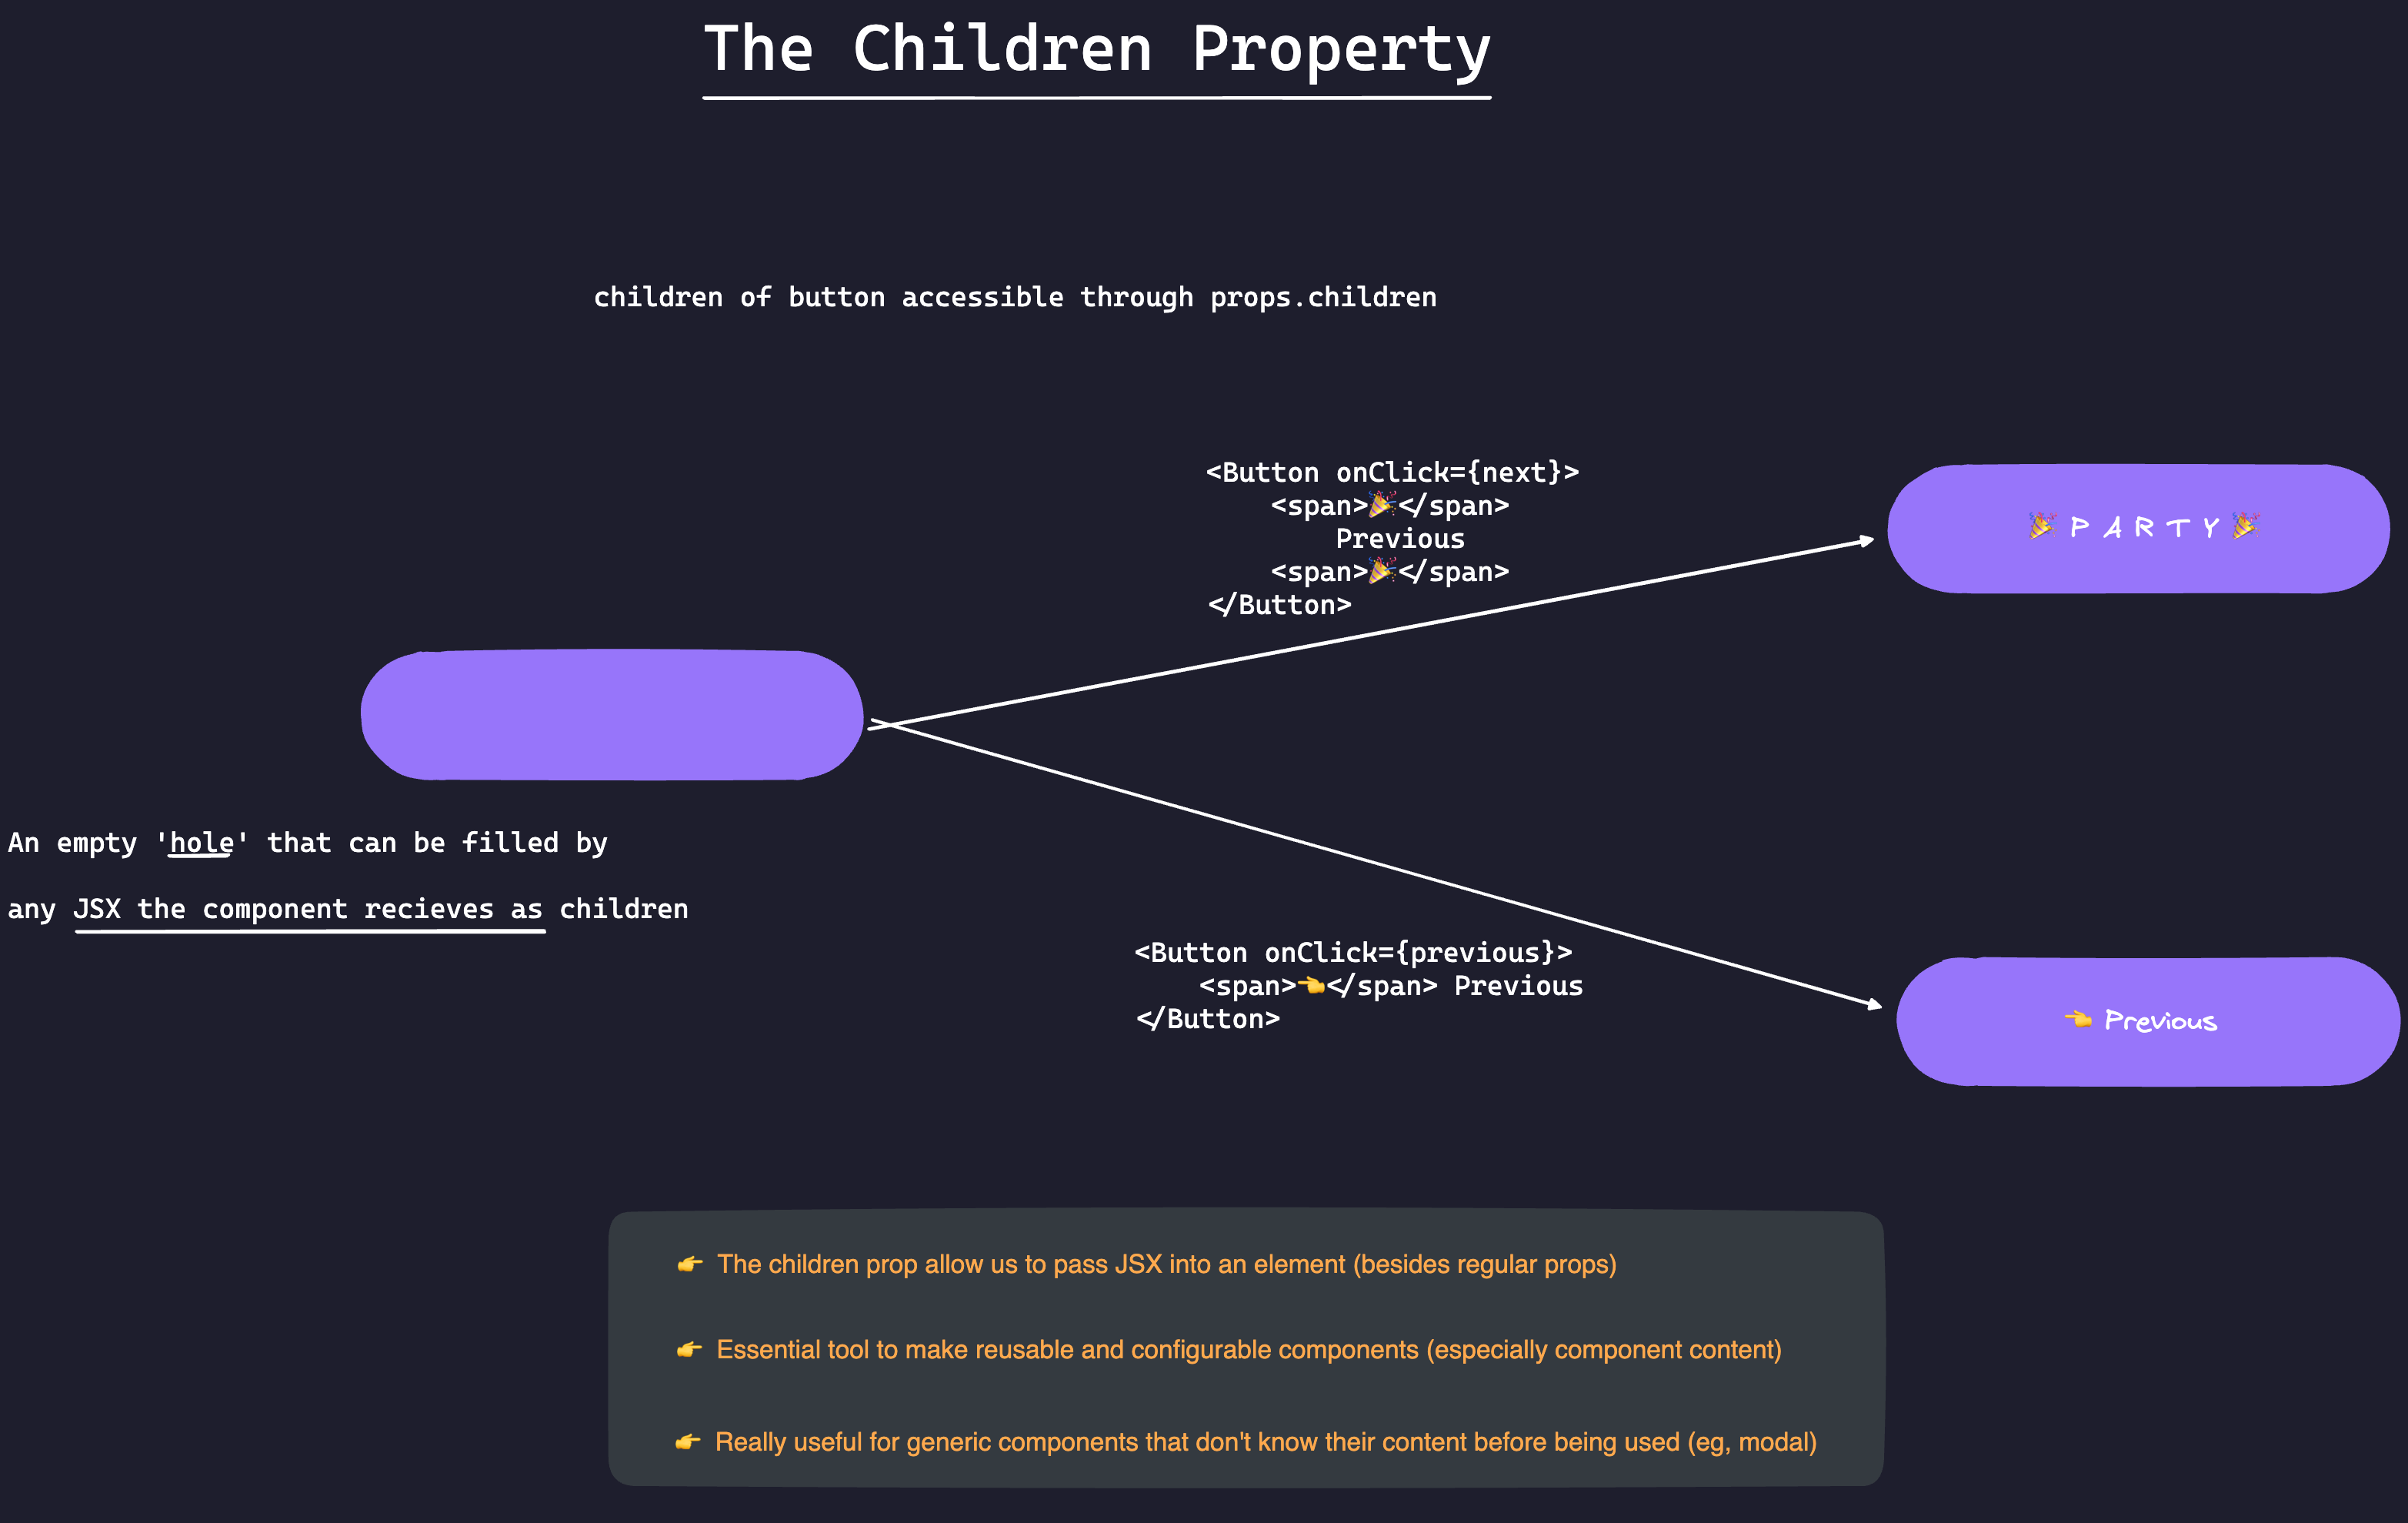 The Children Property
children of button accessible through props.children
<Button onClick={next}>
<span>🎉</span>
Previous
<span>🎉</span>
</Button>
🎉 P A R T Y 🎉
An empty 'hole' that can be filled by
any JSX the component recieves as children
<Button onClick={previous}>
<span>👈</span> Previous
</Button>
👈 Previous
👉 The children prop allow us to pass JSX into an element (besides regular props)
👉 Essential tool to make reusable and configurable components (especially component content)
👉 Really useful for generic components that don't know their content before being used (eg, modal)